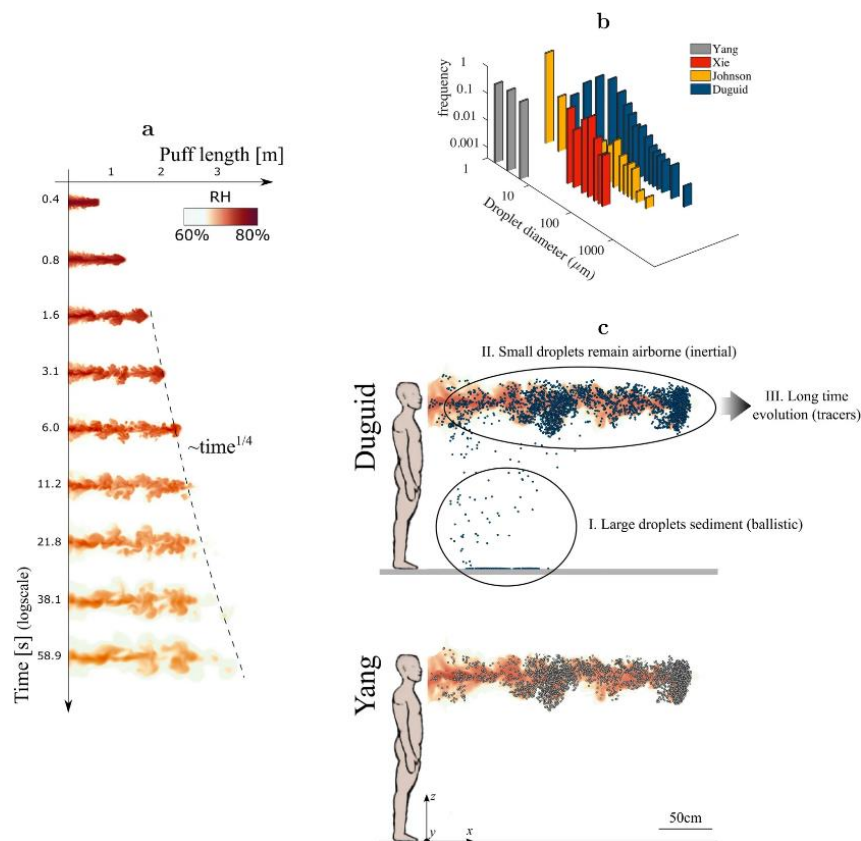 a
Puff length [m]
1 2 3
RH
60% 80%
0.4
0.8
1.6
3.1
6.0
11.2
21.8
38.1
58.9
~time1/4
Time [s] (logscale)
b
Yang
Xie
Johnson
Duguid
frequency
1
0.1
0.01
0.001
1
10
100
1000
Droplet diameter (μm)
c
II. Small droplets remain airborne (inertial)
III. Long time
evolution (tracers)
Duguid
I. Large droplets sediment (ballistic)
Yang
z
y
x
50cm